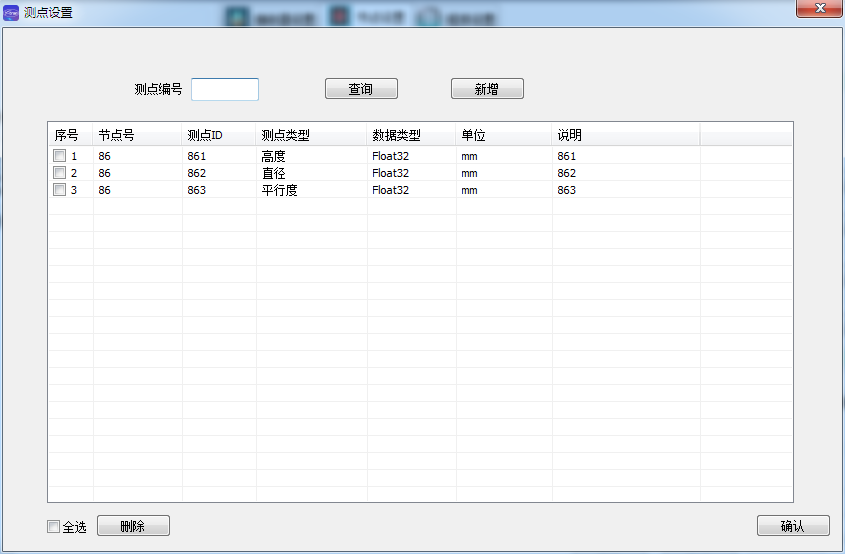 测点设置
测点编号 查询 新增
序号 节点号 测点ID 测点类型 数据类型 单位 说明
1 86 861 高度 Float32 mm 861
2 86 862 直径 Float32 mm 862
3 86 863 平行度 Float32 mm 863
全选 删除 确认